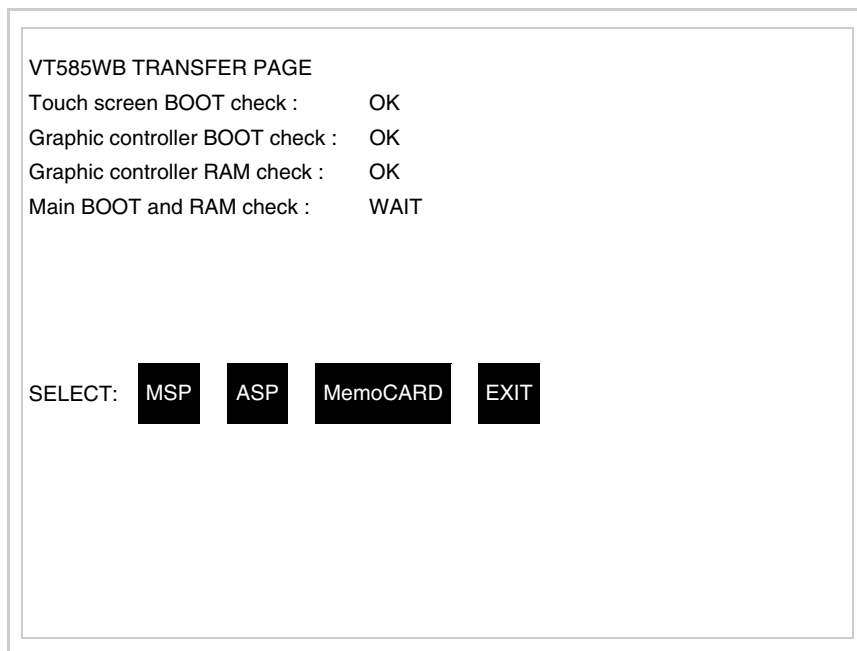 VT585WB TRANSFER PAGE
Touch screen BOOT check : OK
Graphic controller BOOT check : OK
Graphic controller RAM check : OK
Main BOOT and RAM check : WAIT
SELECT: MSP ASP MemoCARD EXIT